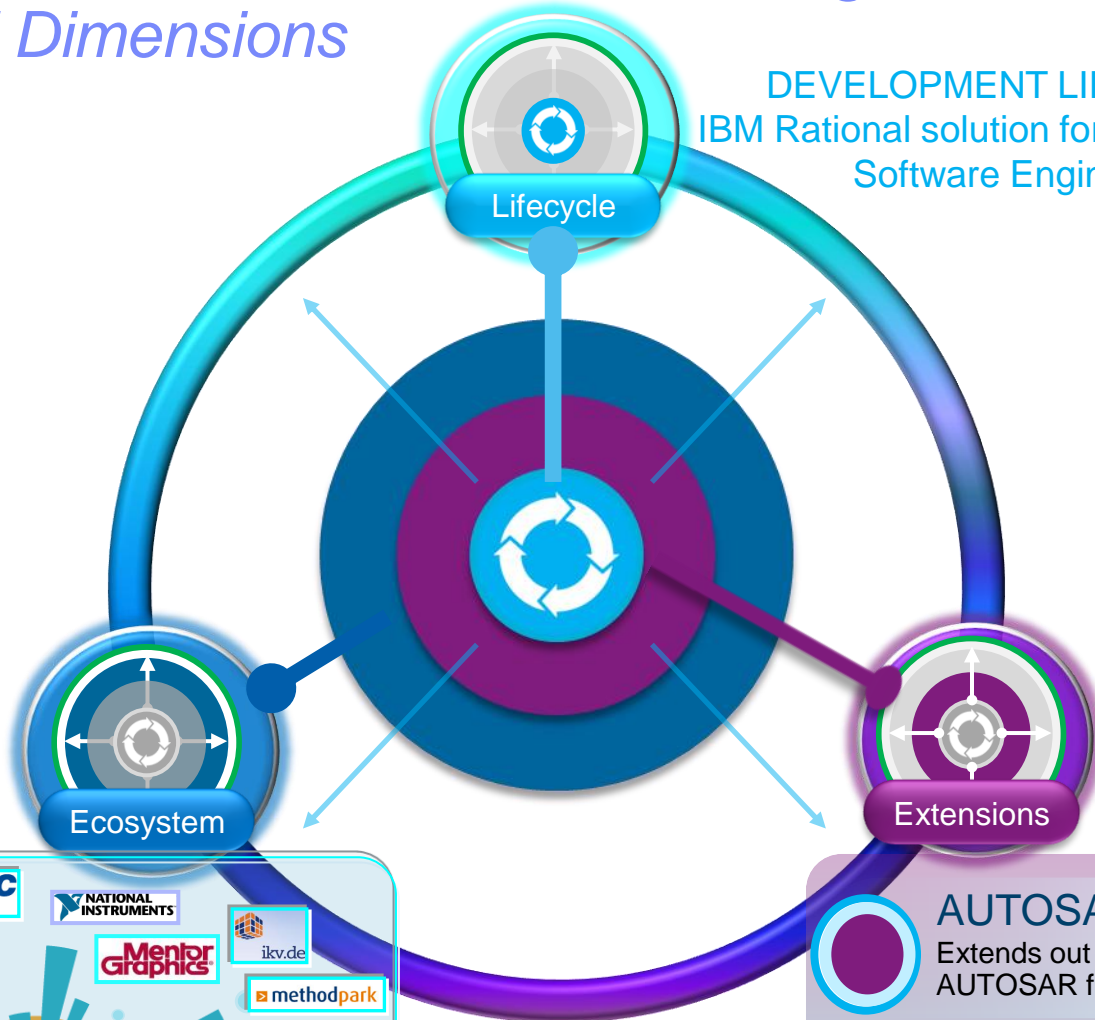 Dimensions
DEVELOPMENT LI
IBM Rational solution for
Software Engi
Lifecycle
Ecosystem
Extensions
C
NATIONAL
INSTRUMENTS
Mentor
Graphics
ikv.de
methodpark
AUTOSA
Extends out
AUTOSAR f